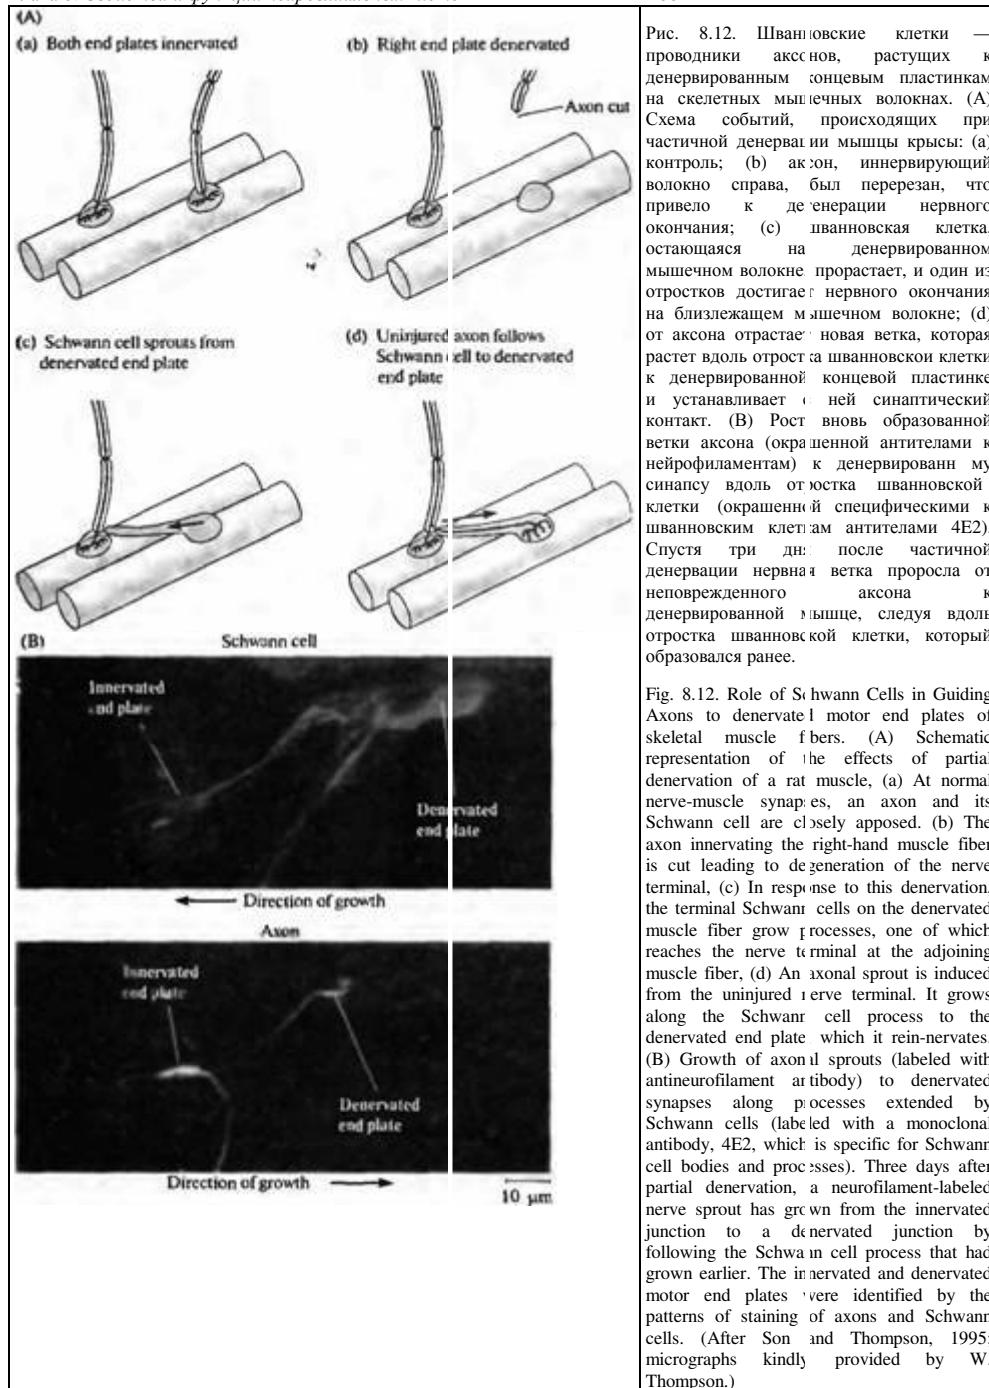 (A)
(a) Both end plates innervated
(b) Right end plate denervated
Axon cut
(c) Schwann cell sprouts from
denervated end plate
(d) Uninjured axon follows
Schwann cell to denervated
end plate
(B)
Schwann cell
Innervated
end plate
Denervated
end plate
Direction of growth
Axon
Innervated
end plate
Denervated
end plate
Direction of growth
10 µm
Рис. 8.12. Шванновские клетки —
проводники аксонов, растущих к
денервированным концевым пластинкам
на скелетных мышечных волокнах. (A)
Схема событий, происходящих при
частичной денервации мышцы крысы: (a)
контроль; (b) аксон, иннервирующий
волокно справа, был перерезан, что
привело к дегенерации нервного
окончания; (c) шванновская клетка,
остающаяся на денервированном
мышечном волокне прорастает, и один из
отростков достигает нервного окончания
на близлежащем мышечном волокне; (d)
от аксона отрастает новая ветка, которая
растет вдоль отростка шванновскои клетки
к денервированной концевой пластинке
и устанавливает с ней синаптический
контакт. (B) Рост вновь образованной
ветки аксона (окрашенной антителами к
нейрофиламентам) к денервированн му
синапсу вдоль отростка шванновской
клетки (окрашенной специфическими к
шванновским клеткам антителами 4E2).
Спустя три дня после частичной
денервации нервная ветка проросла от
неповрежденного аксона к
денервированной мышце, следуя вдоль
отростка шванновской клетки, который
образовался ранее.
Fig. 8.12. Role of Schwann Cells in Guiding
Axons to denervated motor end plates of
skeletal muscle fibers. (A) Schematic
representation of the effects of partial
denervation of a rat muscle, (a) At normal
nerve-muscle synapses, an axon and its
Schwann cell are closely apposed. (b) The
axon innervating the right-hand muscle fiber
is cut leading to degeneration of the nerve
terminal, (c) In response to this denervation,
the terminal Schwann cells on the denervated
muscle fiber grow processes, one of which
reaches the nerve terminal at the adjoining
muscle fiber, (d) An axonal sprout is induced
from the uninjured nerve terminal. It grows
along the Schwann cell process to the
denervated end plate which it rein-nervates.
(B) Growth of axonal sprouts (labeled with
antineurofilament antibody) to denervated
synapses along processes extended by
Schwann cells (labeled with a monoclonal
antibody, 4E2, which is specific for Schwann
cell bodies and processes). Three days after
partial denervation, a neurofilament-labeled
nerve sprout has grown from the innervated
junction to a denervated junction by
following the Schwann cell process that had
grown earlier. The innervated and denervated
motor end plates were identified by the
patterns of staining of axons and Schwann
cells. (After Son and Thompson, 1995;
micrographs kindly provided by W.
Thompson.)